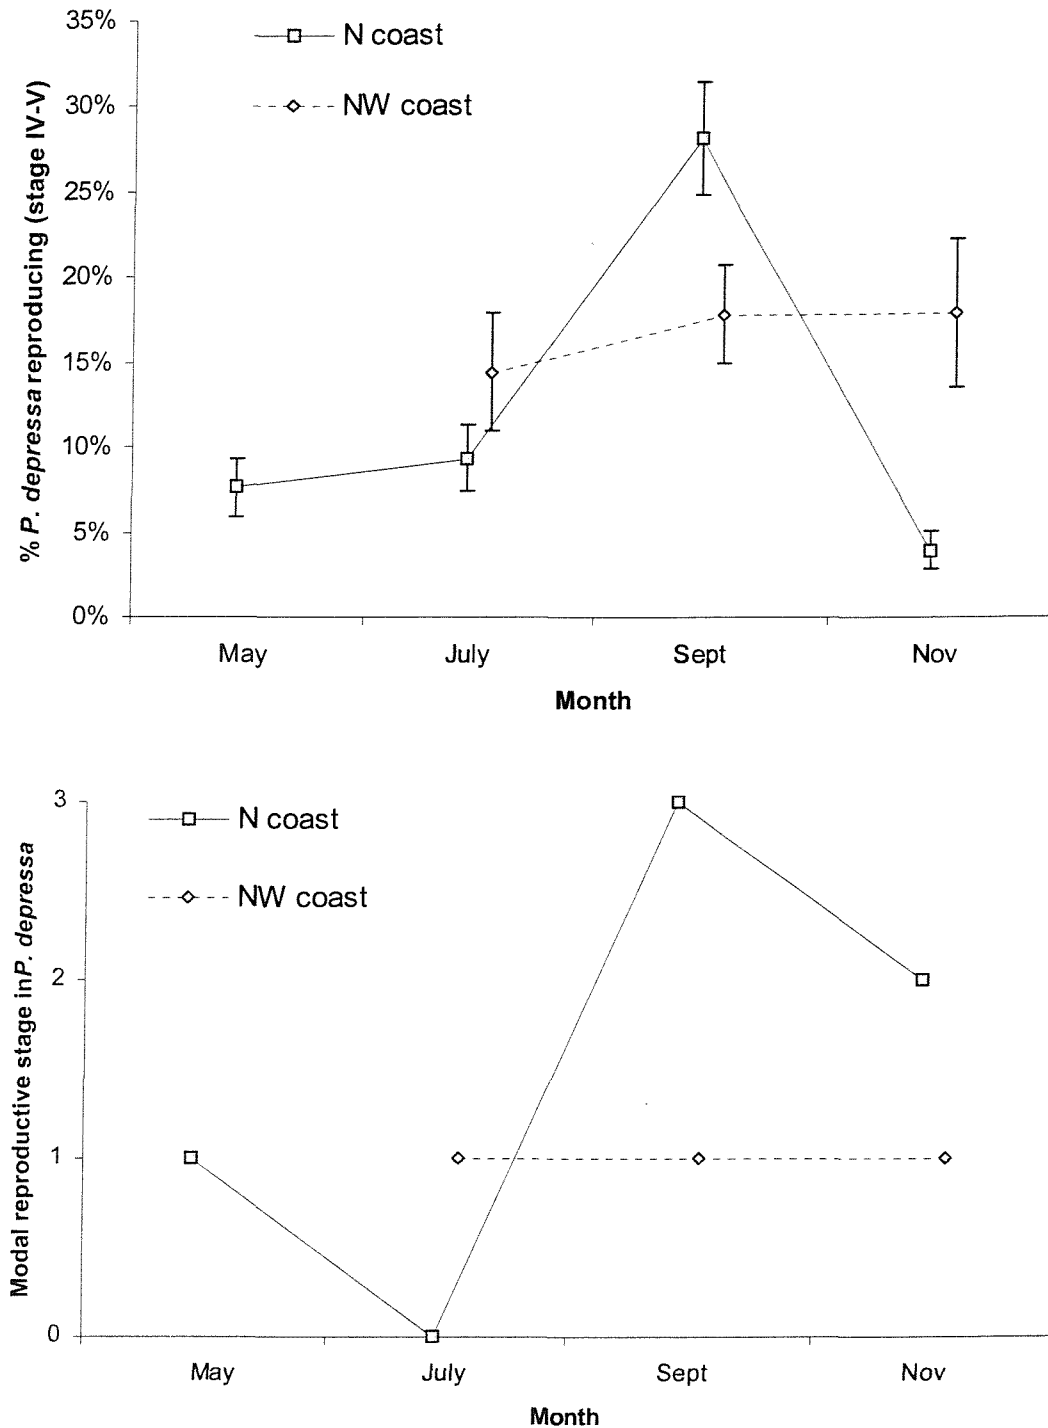 35%
30%
25%
20%
15%
10%
5%
0%
% P. depressa reproducing (stage IV-V)
N coast
NW coast
May July Sept Nov
Month
3
2
1
0
Modal reproductive stage inP. depressa
N coast
NW coast
May July Sept Nov
Month